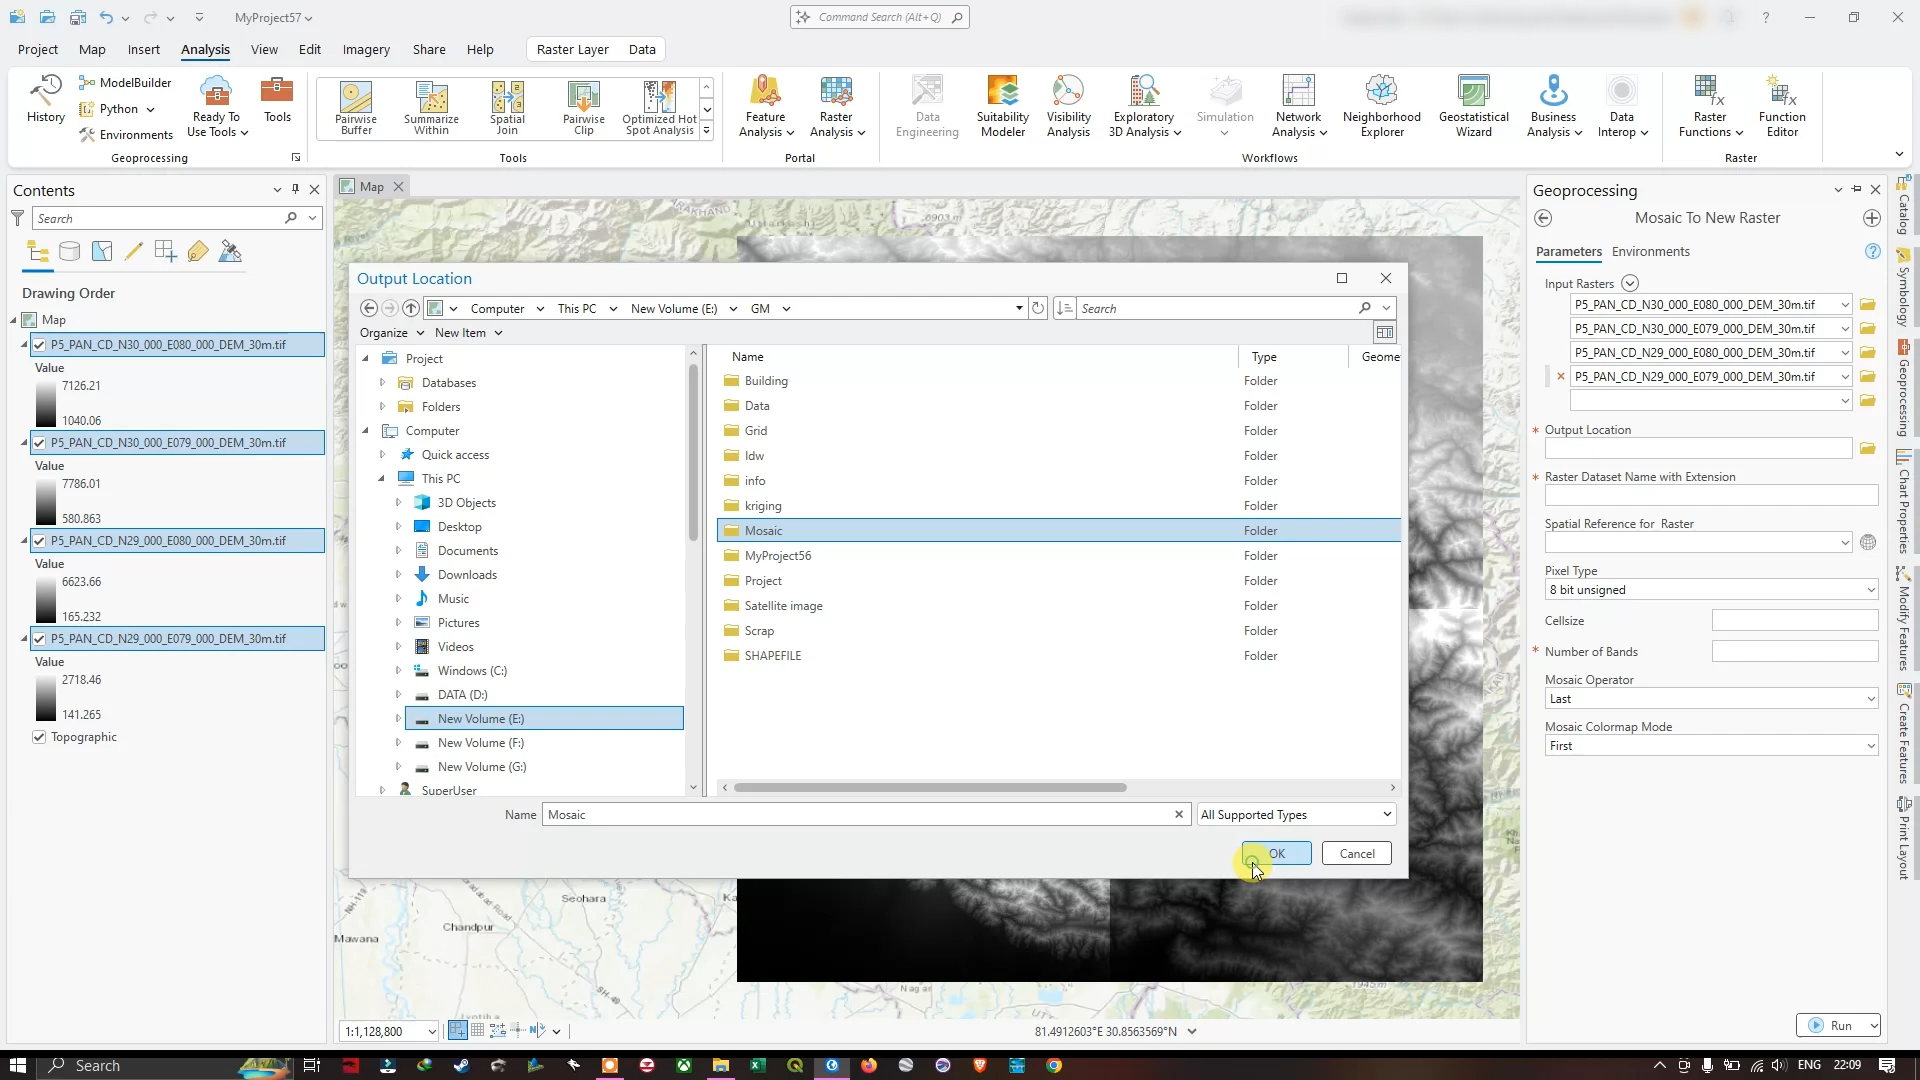 MyProject57
Command Search (Alt+Q)
?
Project Map Insert Analysis View Edit Imagery Share Help Raster Layer Data
History
ModelBuilder
Python
Environments
Ready To
Use Tools
Tools
Geoprocessing
Pairwise
Buffer
Summarize
Within
Spatial
Join
Pairwise
Clip
Optimized Hot
Spot Analysis
Tools
Feature
Analysis
Raster
Analysis
Portal
Data
Engineering
Suitability
Modeler
Visibility
Analysis
Exploratory
3D Analysis
Simulation
Network
Analysis
Neighborhood
Explorer
Geostatistical
Wizard
Business
Analysis
Data
Interop
Workflows
Raster
Functions
Function
Editor
Raster
Contents
Search
Drawing Order
Map
P5_PAN_CD_N30_000_E080_000_DEM_30m.tif
Value
7126.21
1040.06
P5_PAN_CD_N30_000_E079_000_DEM_30m.tif
Value
7786.01
580.863
P5_PAN_CD_N29_000_E080_000_DEM_30m.tif
Value
6623.66
165.232
P5_PAN_CD_N29_000_E079_000_DEM_30m.tif
Value
2718.46
141.265
Topographic
Map
6903 m
Output Location
Computer This PC New Volume (E:) GM
Search
Organize New Item
Project
Databases
Folders
Computer
Quick access
This PC
3D Objects
Desktop
Documents
Downloads
Music
Pictures
Videos
Windows (C:)
DATA (D:)
New Volume (E:)
New Volume (F:)
New Volume (G:)
SuperUser
Name Type Geome
Building Folder
Data Folder
Grid Folder
Idw Folder
info Folder
kriging Folder
Mosaic Folder
MyProject56 Folder
Project Folder
Satellite image Folder
Scrap Folder
SHAPEFILE Folder
Name Mosaic All Supported Types
OK Cancel
NH-119
Seohara
Chandpur
Mawana
SH-49
Nagar
1945 m
1:1,128,800
81.4912603°E 30.8563569°N
Geoprocessing
Mosaic To New Raster
Parameters Environments
Input Rasters
P5_PAN_CD_N30_000_E080_000_DEM_30m.tif
P5_PAN_CD_N30_000_E079_000_DEM_30m.tif
P5_PAN_CD_N29_000_E080_000_DEM_30m.tif
P5_PAN_CD_N29_000_E079_000_DEM_30m.tif
* Output Location
* Raster Dataset Name with Extension
Spatial Reference for Raster
Pixel Type
8 bit unsigned
Cellsize
* Number of Bands
Mosaic Operator
Last
Mosaic Colormap Mode
First
Run
Catalog
Symbology
Geoprocessing
Chart Properties
Modify Features
Create Features
Print Layout
Search
ENG 22:09